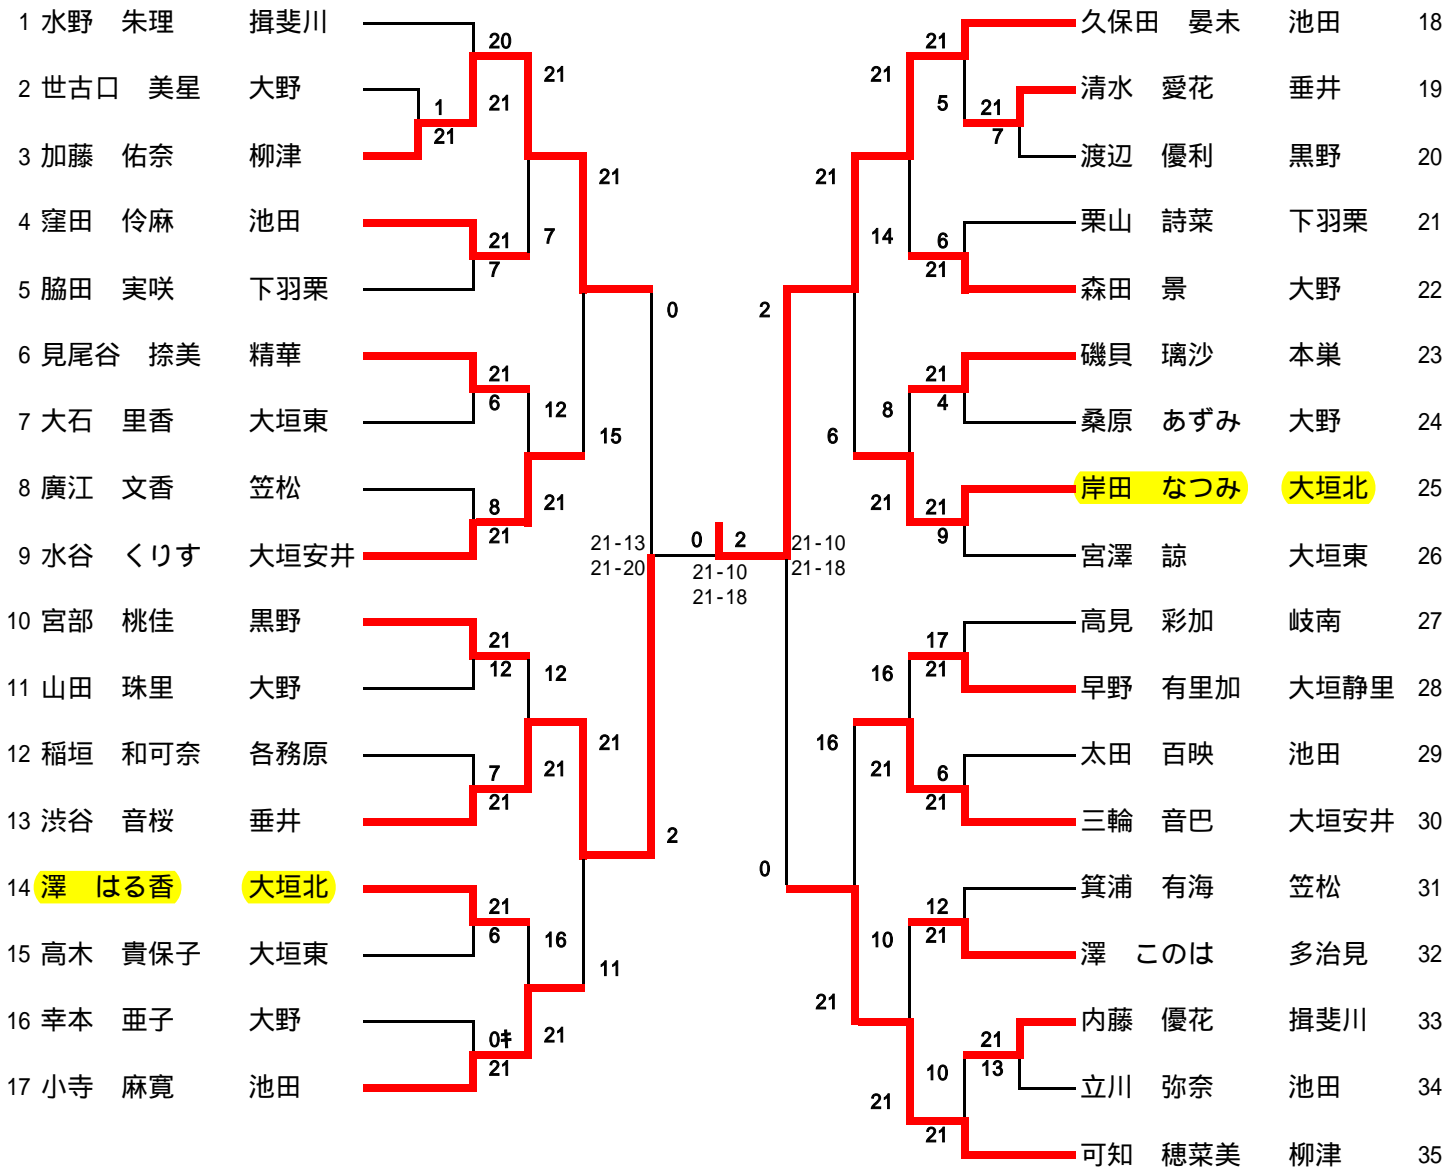 1 水野 朱理 揖斐川
2 世古口 美星 大野
3 加藤 佑奈 柳津
4 窪田 伶麻 池田
5 脇田 実咲 下羽栗
6 見尾谷 捺美 精華
7 大石 里香 大垣東
8 廣江 文香 笠松
9 水谷 くりす 大垣安井
10 宮部 桃佳 黒野
11 山田 珠里 大野
12 稲垣 和可奈 各務原
13 渋谷 音桜 垂井
14 澤 はる香 大垣北
15 高木 貴保子 大垣東
16 幸本 亜子 大野
17 小寺 麻寛 池田
20
21
1
21
21
21
7
7
21
21
6
12
8
21
21
15
0
21
12
12
7
21
21
21
21
6
16
0キ
21
21
11
2
21-13
21-20
0 2
21-10
21-18
21-10
21-18
21
5
21
7
21
6
21
14
21
2
21
4
8
21
9
21
6
17
21
16
6
21
21
16
0
12
21
10
21
13
10
21
21
21
久保田 晏未 池田 18
清水 愛花 垂井 19
渡辺 優利 黒野 20
栗山 詩菜 下羽栗 21
森田 景 大野 22
磯貝 璃沙 本巣 23
桑原 あずみ 大野 24
岸田 なつみ 大垣北 25
宮澤 諒 大垣東 26
高見 彩加 岐南 27
早野 有里加 大垣静里 28
太田 百映 池田 29
三輪 音巴 大垣安井 30
箕浦 有海 笠松 31
澤 このは 多治見 32
内藤 優花 揖斐川 33
立川 弥奈 池田 34
可知 穂菜美 柳津 35